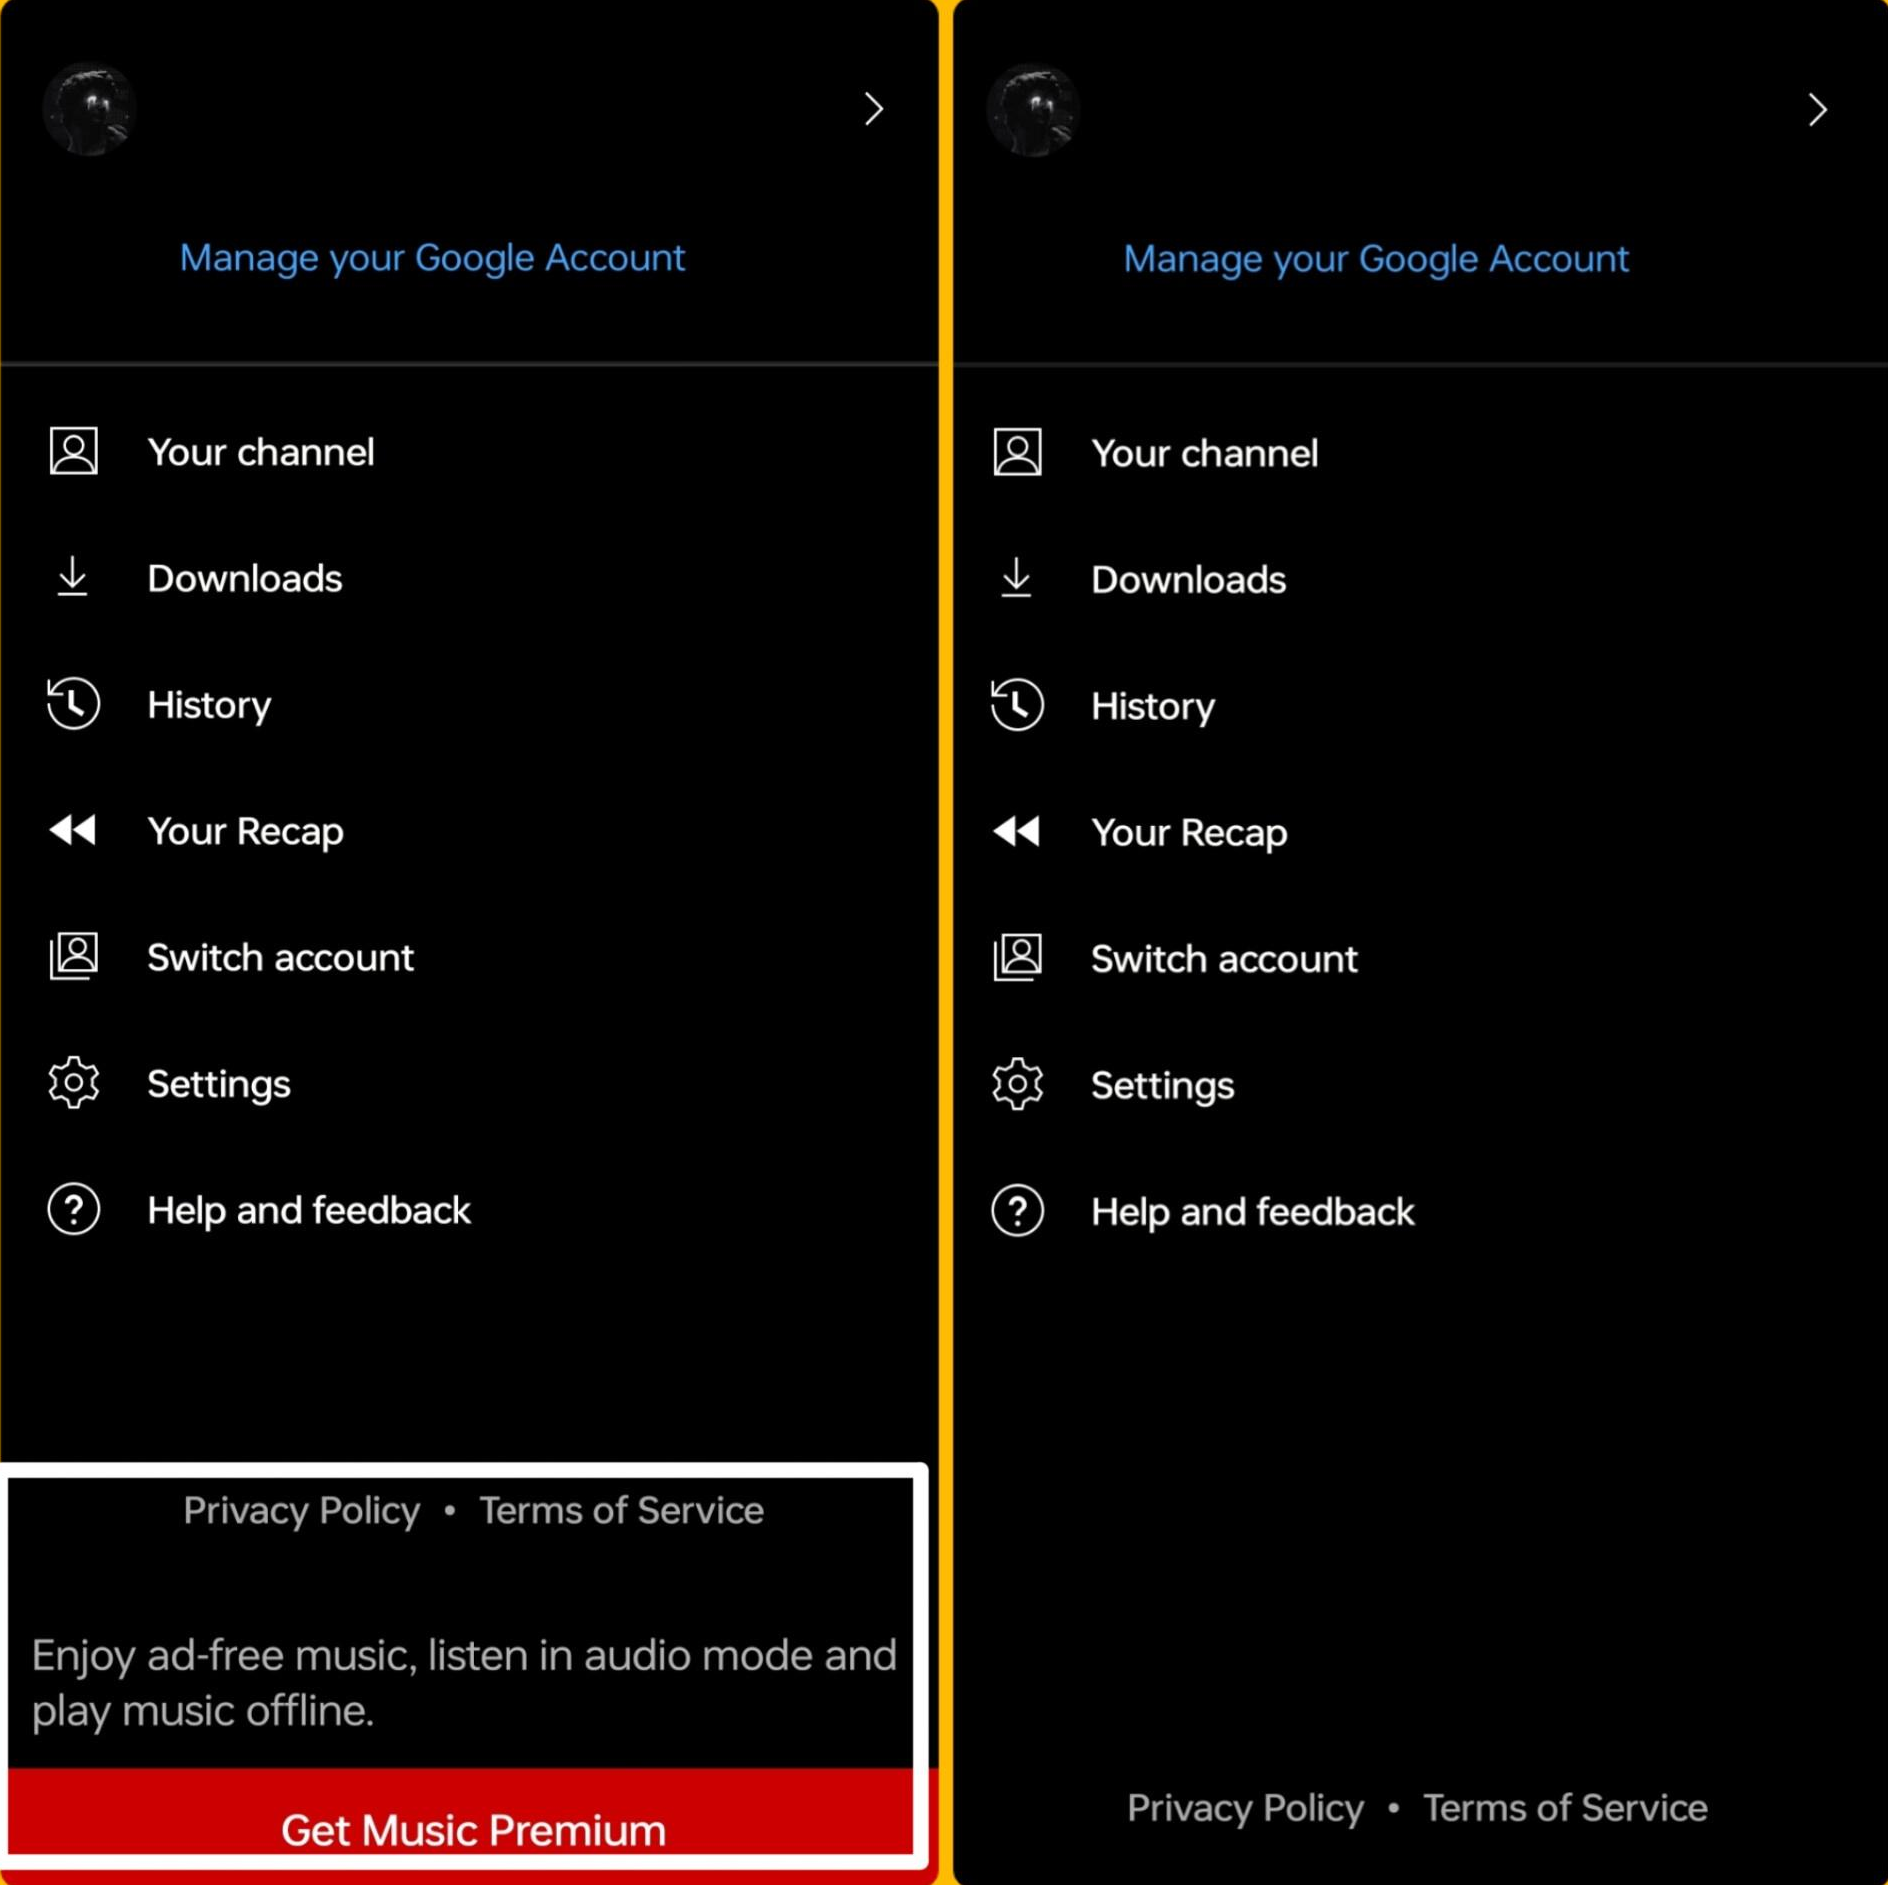 Manage your Google Account
Your channel
Downloads
History
Your Recap
Switch account
Settings
Help and feedback
Privacy Policy • Terms of Service
Enjoy ad-free music, listen in audio mode and
play music offline.
Get Music Premium
Manage your Google Account
Your channel
Downloads
History
Your Recap
Switch account
Settings
Help and feedback
Privacy Policy • Terms of Service